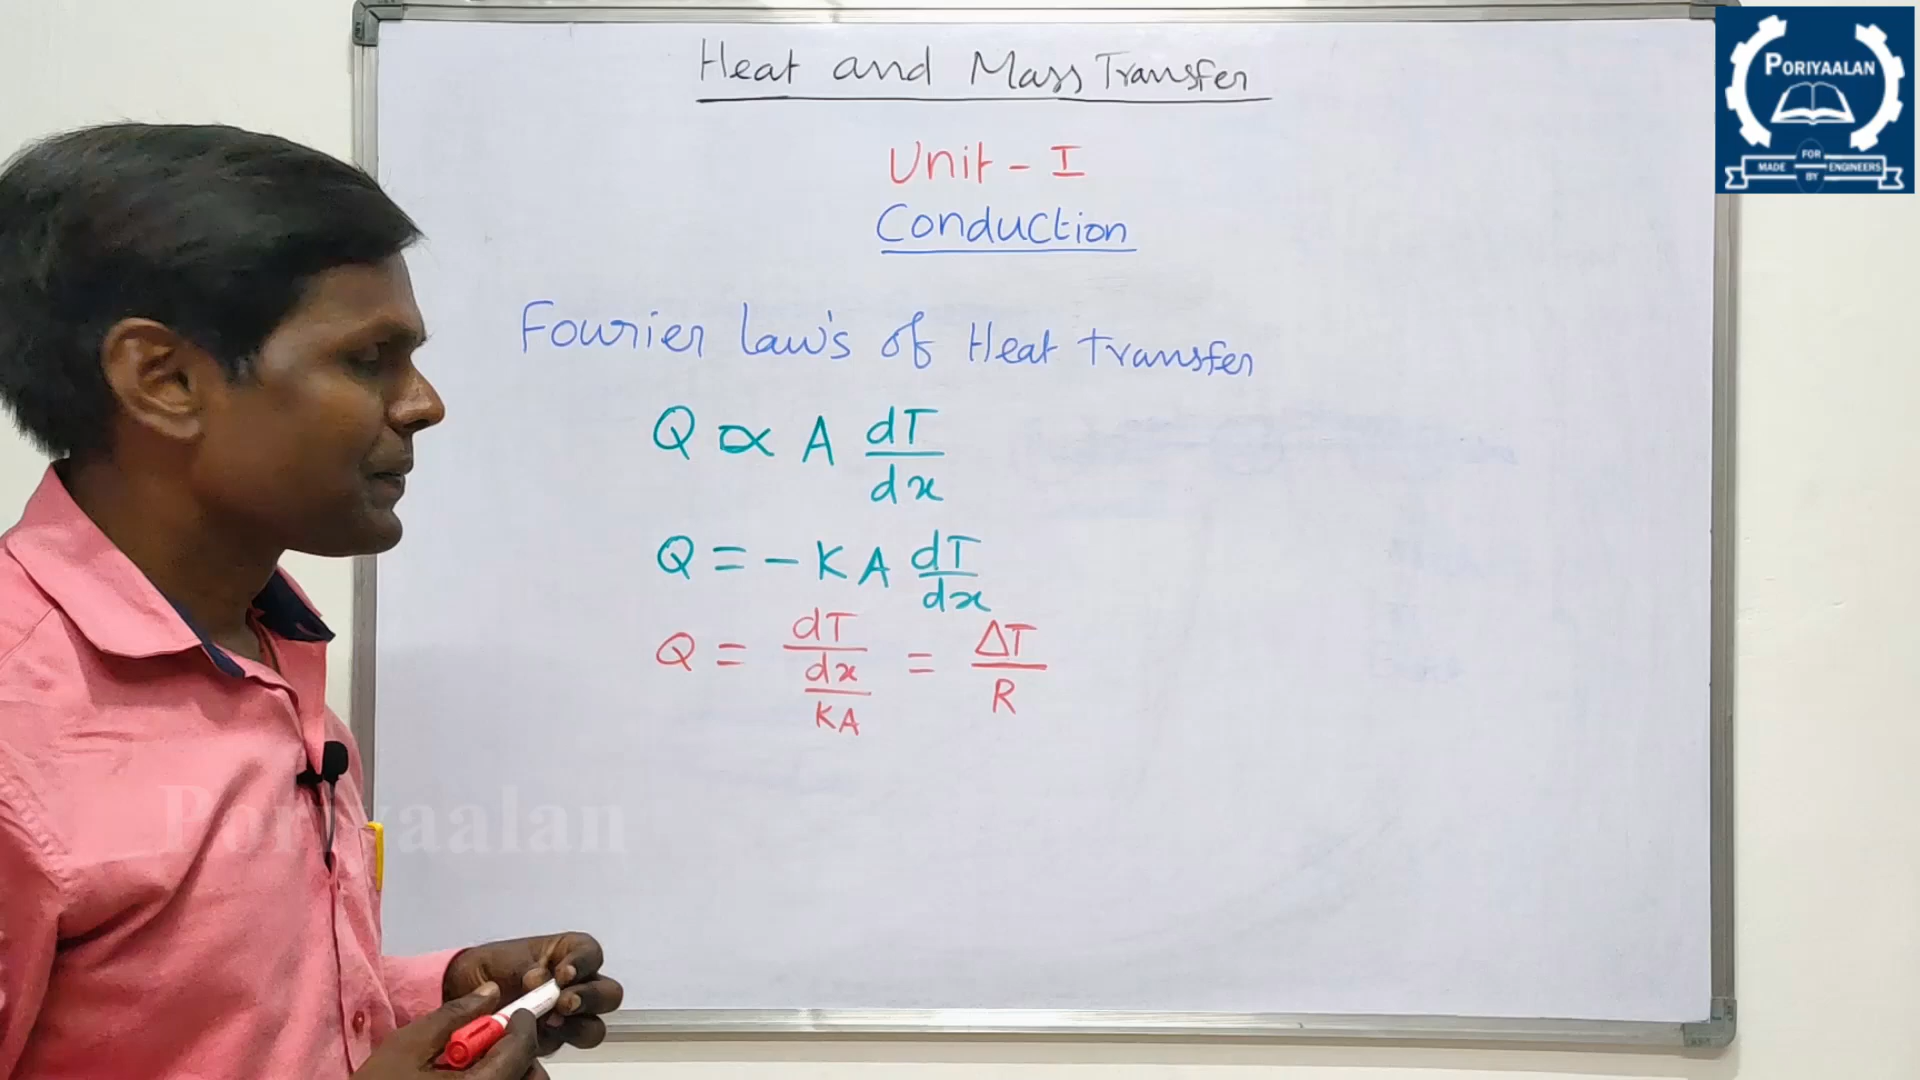 Heat and Mass Transfer
Unit - I
Conduction
Fourier law's of Heat transfer
Q ∝ A dT/dx
Q = - K A dT/dx
Q = dT/(dx/KA) = ΔT/R
PORIYAALAN
MADE FOR BY ENGINEERS
Poriyaalan